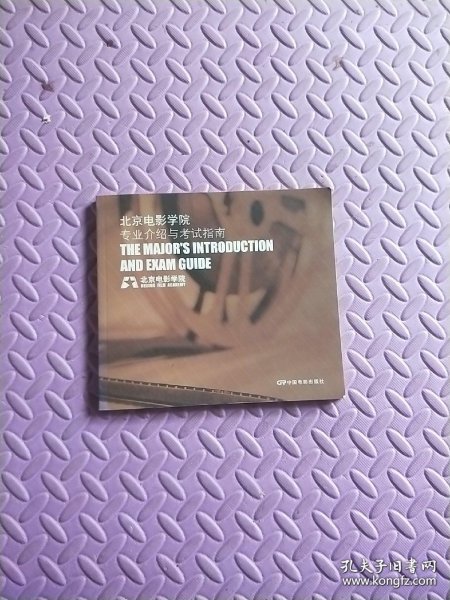 北京电影学院
专业介绍与考试指南
THE MAJOR'S INTRODUCTION
AND EXAM GUIDE
北京电影学院
BEIJING FILM ACADEMY
中国电影出版社
孔夫子旧书网
www.kongfz.com